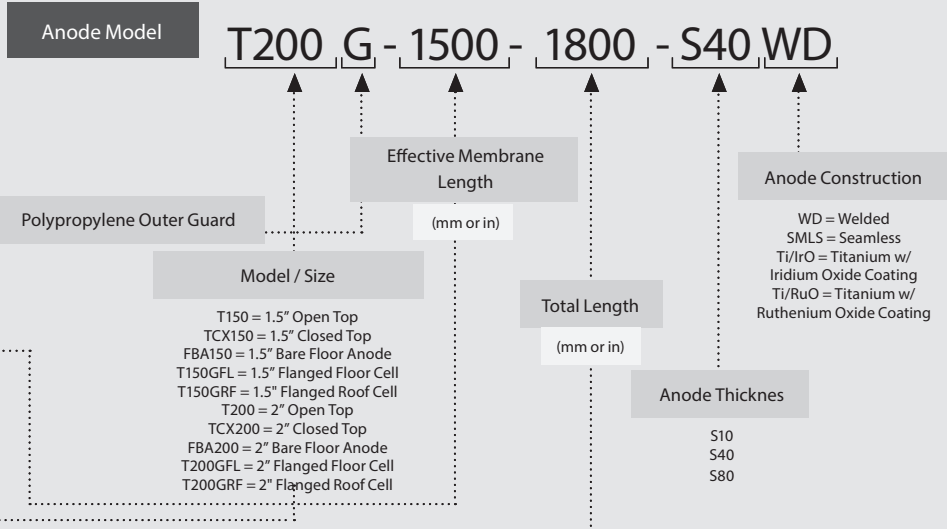 Anode Model
T200 G - 1500 - 1800 - S40 WD
Effective Membrane
Length
(mm or in)
Anode Construction
WD = Welded
SMLS = Seamless
Ti/IrO = Titanium w/
Iridium Oxide Coating
Ti/RuO = Titanium w/
Ruthenium Oxide Coating
Polypropylene Outer Guard
Model / Size
T150 = 1.5” Open Top
TCX150 = 1.5” Closed Top
FBA150 = 1.5” Bare Floor Anode
T150GFL = 1.5” Flanged Floor Cell
T150GRF = 1.5" Flanged Roof Cell
T200 = 2” Open Top
TCX200 = 2” Closed Top
FBA200 = 2” Bare Floor Anode
T200GFL = 2” Flanged Floor Cell
T200GRF = 2" Flanged Roof Cell
Total Length
(mm or in)
Anode Thicknes
S10
S40
S80